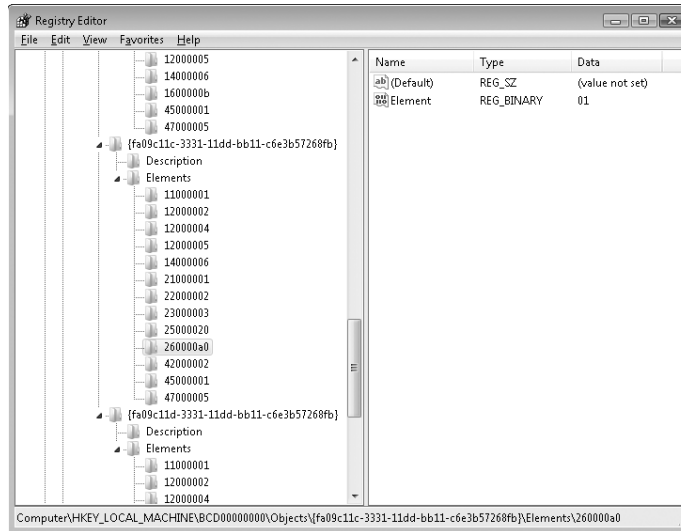 Registry Editor
File Edit View Favorites Help
12000005
14000006
1600000b
45000001
47000005
{fa09c11c-3331-11dd-bb11-c6e3b57268fb}
Description
Elements
11000001
12000002
12000004
12000005
14000006
21000001
22000002
23000003
25000020
260000a0
42000002
45000001
47000005
{fa09c11d-3331-11dd-bb11-c6e3b57268fb}
Description
Elements
11000001
12000002
12000004
Name Type Data
(Default) REG_SZ (value not set)
Element REG_BINARY 01
Computer\HKEY_LOCAL_MACHINE\BCD00000000\Objects\{fa09c11c-3331-11dd-bb11-c6e3b57268fb}\Elements\260000a0